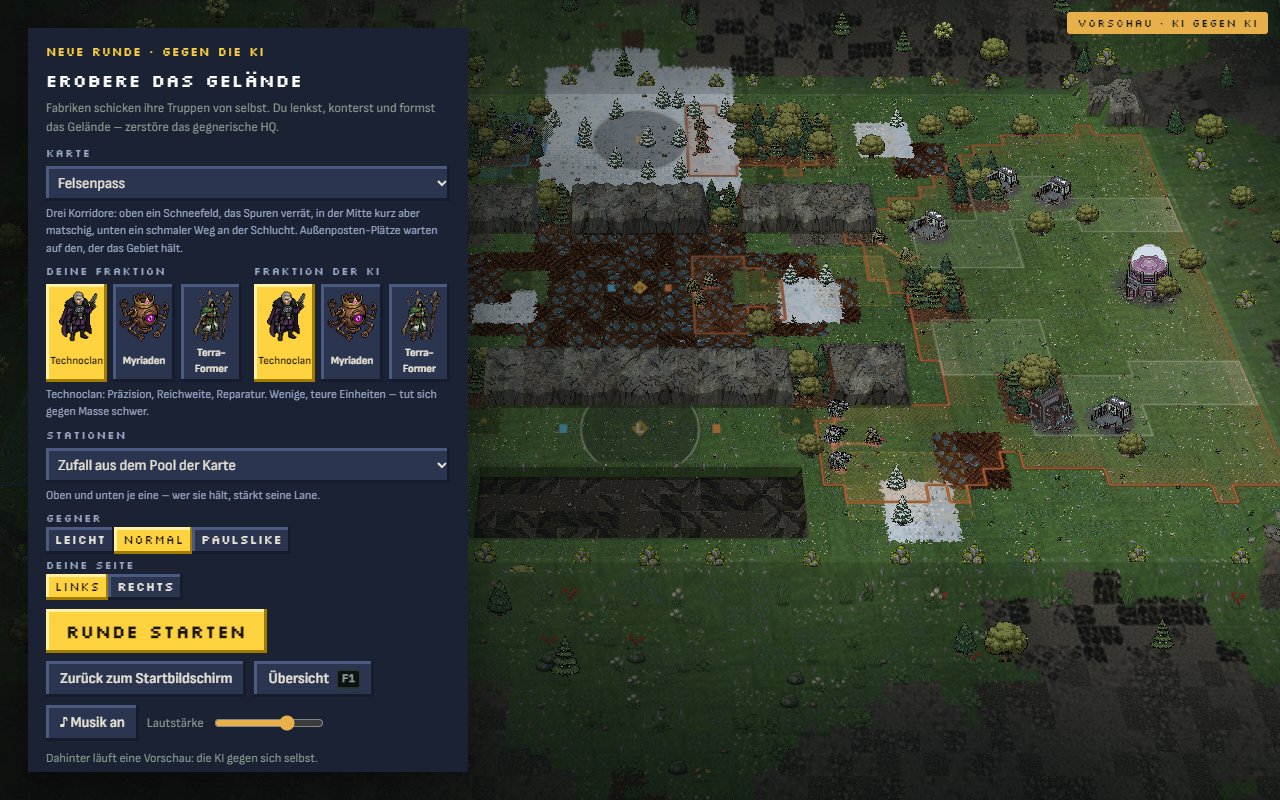 VORSCHAU · KI GEGEN KI
NEUE RUNDE · GEGEN DIE KI
EROBERE DAS GELÄNDE
Fabriken schicken ihre Truppen von selbst. Du lenkst, konterst und formst
das Gelände – zerstöre das gegnerische HQ.
KARTE
Felsenpass
Drei Korridore: oben ein Schneefeld, das Spuren verrät, in der Mitte kurz aber
matschig, unten ein schmaler Weg an der Schlucht. Außenposten-Plätze warten
auf den, der das Gebiet hält.
DEINE FRAKTION
FRAKTION DER KI
Technoclan
Myriaden
Terra-
Former
Technoclan
Myriaden
Terra-
Former
Technoclan: Präzision, Reichweite, Reparatur. Wenige, teure Einheiten – tut sich
gegen Masse schwer.
STATIONEN
Zufall aus dem Pool der Karte
Oben und unten je eine – wer sie hält, stärkt seine Lane.
GEGNER
LEICHT NORMAL PAULSLIKE
DEINE SEITE
LINKS RECHTS
RUNDE STARTEN
Zurück zum Startbildschirm Übersicht F1
♪ Musik an Lautstärke
Dahinter läuft eine Vorschau: die KI gegen sich selbst.